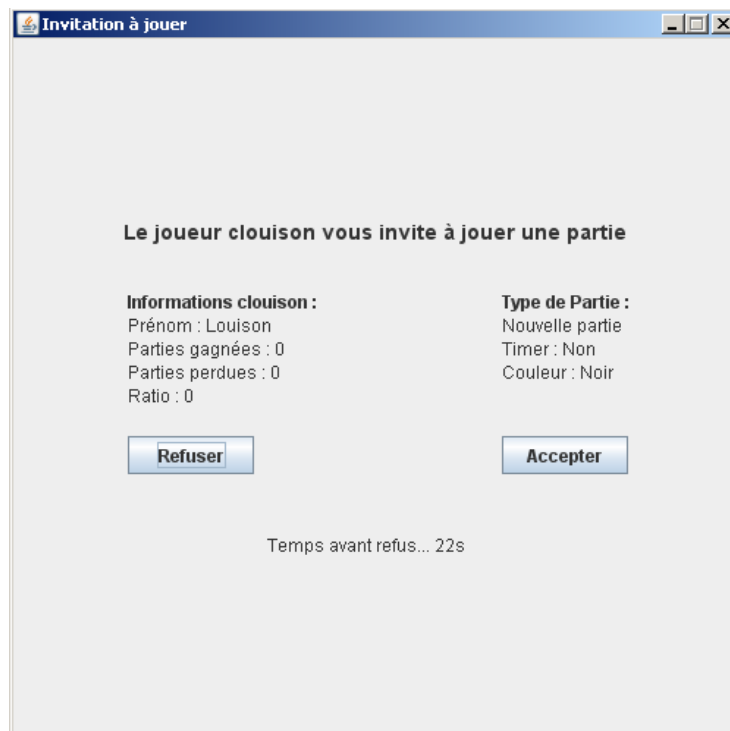 Invitation à jouer
Le joueur clouison vous invite à jouer une partie
Informations clouison :
Prénom : Louison
Parties gagnées : 0
Parties perdues : 0
Ratio : 0
Type de Partie :
Nouvelle partie
Timer : Non
Couleur : Noir
Refuser
Accepter
Temps avant refus... 22s